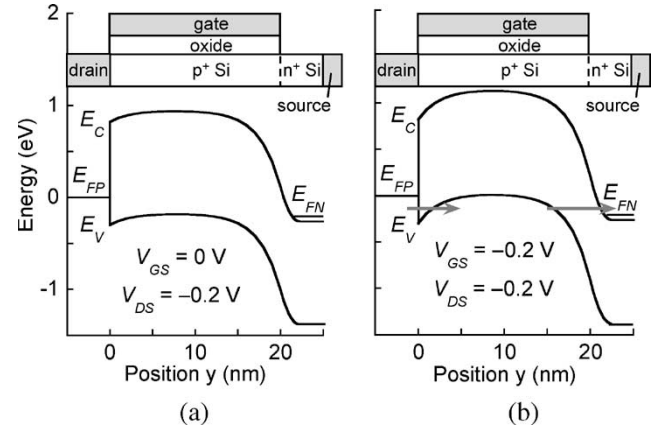 gate
oxide
drain
p⁺ Si
n⁺ Si
source
2
1
0
-1
Energy (eV)
E_C
E_FP
E_V
E_FN
V_GS = 0 V
V_DS = –0.2 V
0
10
20
Position y (nm)
(a)
gate
oxide
drain
p⁺ Si
n⁺ Si
source
E_C
E_FP
E_V
E_FN
V_GS = –0.2 V
V_DS = –0.2 V
0
10
20
Position y (nm)
(b)